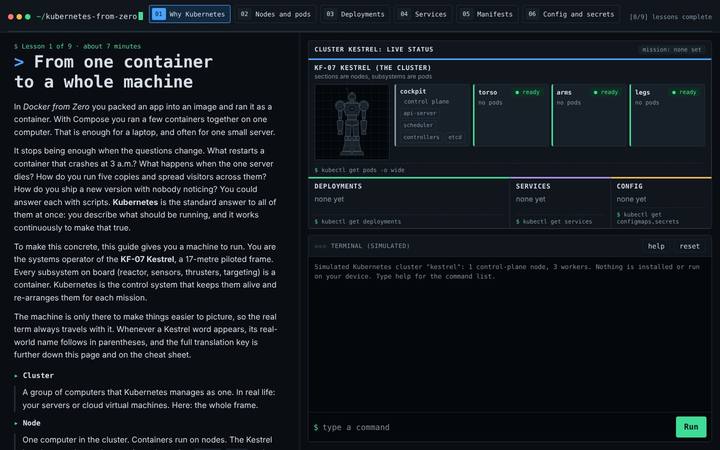 ~/kubernetes-from-zero
01 Why Kubernetes
02 Nodes and pods
03 Deployments
04 Services
05 Manifests
06 Config and secrets
[0/9] lessons complete
$ Lesson 1 of 9 · about 7 minutes
> From one container
to a whole machine
In Docker from Zero you packed an app into an image and ran it as a
container. With Compose you ran a few containers together on one
computer. That is enough for a laptop, and often for one small server.
It stops being enough when the questions change. What restarts a
container that crashes at 3 a.m.? What happens when the one server
dies? How do you run five copies and spread visitors across them?
How do you ship a new version with nobody noticing? You could
answer each with scripts. Kubernetes is the standard answer to all of
them at once: you describe what should be running, and it works
continuously to make that true.
To make this concrete, this guide gives you a machine to run. You are
the systems operator of the KF-07 Kestrel, a 17-metre piloted frame.
Every subsystem on board (reactor, sensors, thrusters, targeting) is a
container. Kubernetes is the control system that keeps them alive and
re-arranges them for each mission.
The machine is only there to make things easier to picture, so the real
term always travels with it. Whenever a Kestrel word appears, its real-
world name follows in parentheses, and the full translation key is
further down this page and on the cheat sheet.
▸ Cluster
A group of computers that Kubernetes manages as one. In real life:
your servers or cloud virtual machines. Here: the whole frame.
▸ Node
One computer in the cluster. Containers run on nodes. The Kestrel
CLUSTER KESTREL: LIVE STATUS
mission: none set
KF-07 KESTREL (THE CLUSTER)
sections are nodes, subsystems are pods
cockpit
control plane
api-server
scheduler
controllers
etcd
torso
● ready
no pods
arms
● ready
no pods
legs
● ready
no pods
$ kubectl get pods -o wide
DEPLOYMENTS
none yet
$ kubectl get deployments
SERVICES
none yet
$ kubectl get services
CONFIG
none yet
$ kubectl get
configmaps,secrets
TERMINAL (SIMULATED)
help
reset
Simulated Kubernetes cluster "kestrel": 1 control-plane node, 3 workers. Nothing is installed or run
on your device. Type help for the command list.
$ type a command
Run